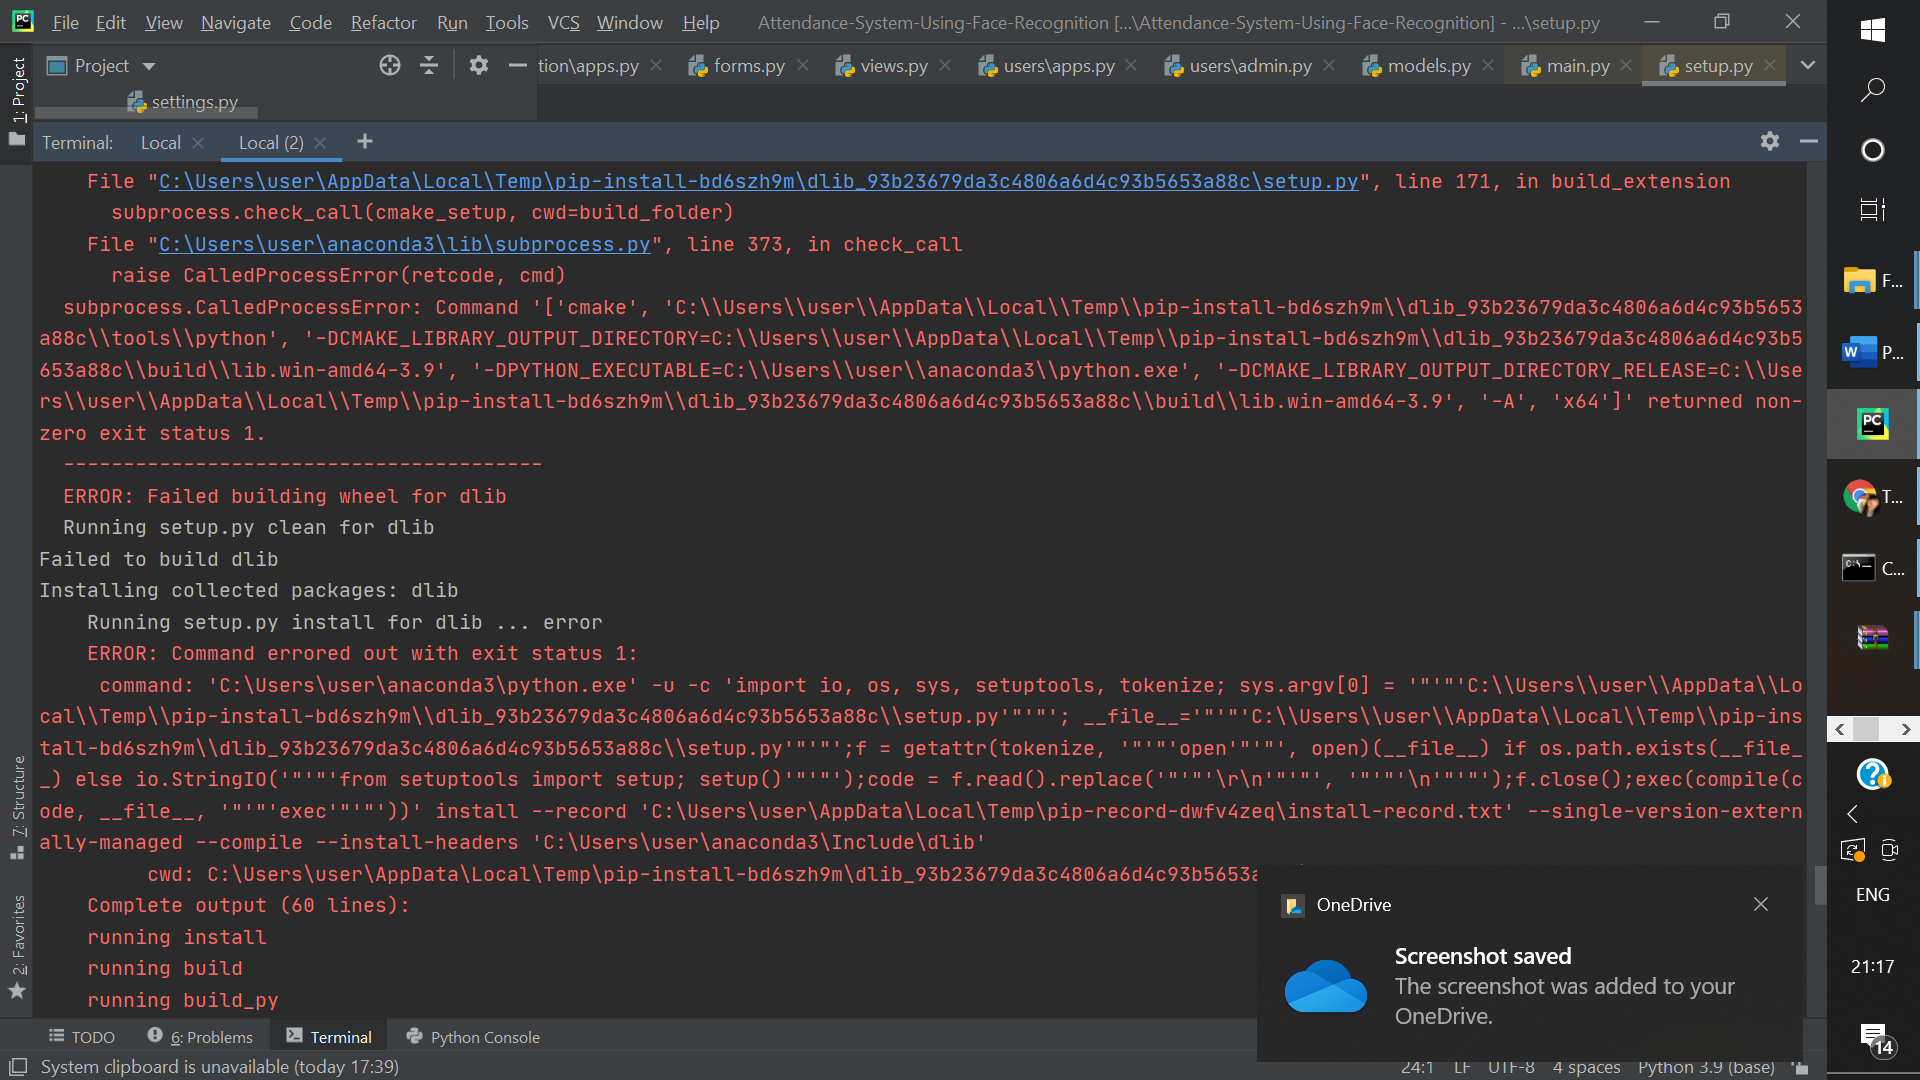 File Edit View Navigate Code Refactor Run Tools VCS Window Help Attendance-System-Using-Face-Recognition [...\Attendance-System-Using-Face-Recognition] - ...\setup.py
Project
tion\apps.py forms.py views.py users\apps.py users\admin.py models.py main.py setup.py
settings.py
1: Project
Terminal: Local Local (2) +
File "C:\Users\user\AppData\Local\Temp\pip-install-bd6szh9m\dlib_93b23679da3c4806a6d4c93b5653a88c\setup.py", line 171, in build_extension
subprocess.check_call(cmake_setup, cwd=build_folder)
File "C:\Users\user\anaconda3\lib\subprocess.py", line 373, in check_call
raise CalledProcessError(retcode, cmd)
subprocess.CalledProcessError: Command '['cmake', 'C:\\Users\\user\\AppData\\Local\\Temp\\pip-install-bd6szh9m\\dlib_93b23679da3c4806a6d4c93b5653
a88c\\tools\\python', '-DCMAKE_LIBRARY_OUTPUT_DIRECTORY=C:\\Users\\user\\AppData\\Local\\Temp\\pip-install-bd6szh9m\\dlib_93b23679da3c4806a6d4c93b5
653a88c\\build\\lib.win-amd64-3.9', '-DPYTHON_EXECUTABLE=C:\\Users\\user\\anaconda3\\python.exe', '-DCMAKE_LIBRARY_OUTPUT_DIRECTORY_RELEASE=C:\\Use
rs\\user\\AppData\\Local\\Temp\\pip-install-bd6szh9m\\dlib_93b23679da3c4806a6d4c93b5653a88c\\build\\lib.win-amd64-3.9', '-A', 'x64']' returned non-
zero exit status 1.
----------------------------------------
ERROR: Failed building wheel for dlib
Running setup.py clean for dlib
Failed to build dlib
Installing collected packages: dlib
Running setup.py install for dlib ... error
ERROR: Command errored out with exit status 1:
command: 'C:\Users\user\anaconda3\python.exe' -u -c 'import io, os, sys, setuptools, tokenize; sys.argv[0] = '"'"'C:\\Users\\user\\AppData\\Lo
cal\\Temp\\pip-install-bd6szh9m\\dlib_93b23679da3c4806a6d4c93b5653a88c\\setup.py'"'"'; __file__='"'"'C:\\Users\\user\\AppData\\Local\\Temp\\pip-ins
tall-bd6szh9m\\dlib_93b23679da3c4806a6d4c93b5653a88c\\setup.py'"'"';f = getattr(tokenize, '"'"'open'"'"', open)(__file__) if os.path.exists(__file_
_) else io.StringIO('"'"'from setuptools import setup; setup()'"'"');code = f.read().replace('"'"'\r\n'"'"', '"'"'\n'"'"');f.close();exec(compile(c
ode, __file__, '"'"'exec'"'"'))' install --record 'C:\Users\user\AppData\Local\Temp\pip-record-dwfv4zeq\install-record.txt' --single-version-extern
ally-managed --compile --install-headers 'C:\Users\user\anaconda3\Include\dlib'
cwd: C:\Users\user\AppData\Local\Temp\pip-install-bd6szh9m\dlib_93b23679da3c4806a6d4c93b5653a
Complete output (60 lines):
running install
running build
running build_py
7: Structure
2: Favorites
OneDrive
Screenshot saved
The screenshot was added to your
OneDrive.
TODO 6: Problems Terminal Python Console
System clipboard is unavailable (today 17:39)
24:1 LF UTF-8 4 spaces Python 3.9 (base)
F...
P...
T...
C...
ENG
21:17
14